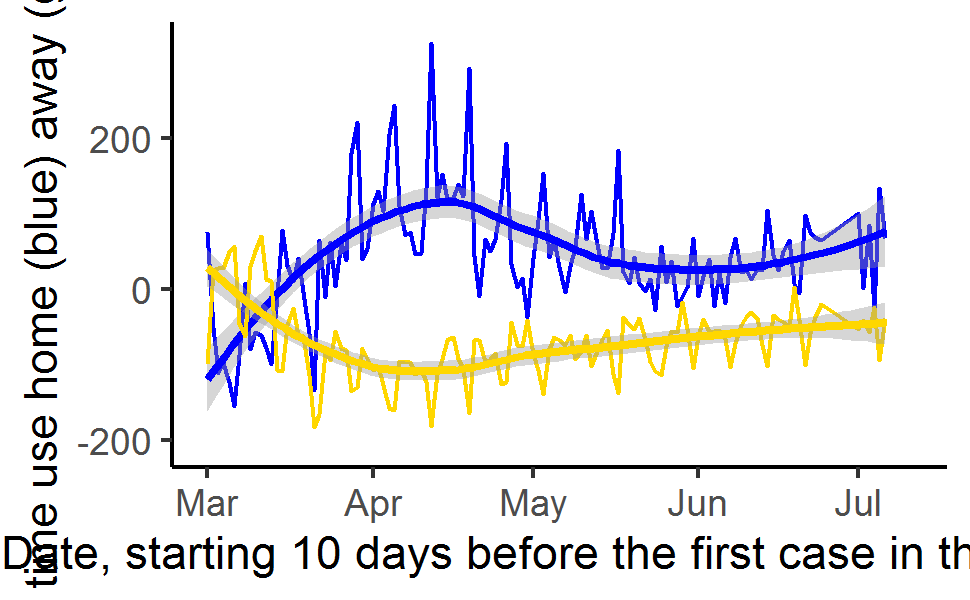 time use home (blue) away (
200
0
-200
Mar Apr May Jun Jul
Date, starting 10 days before the first case in th